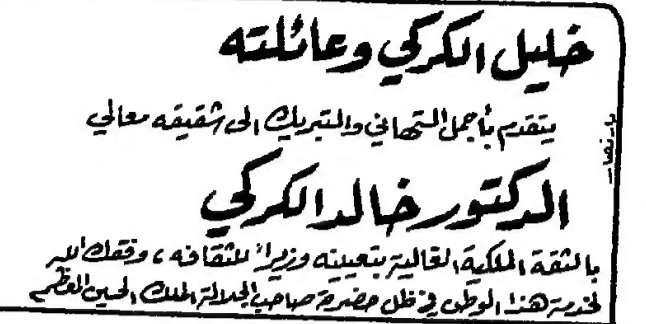 خليل الكركي وعائلته
يتقدم بأجمل التهاني والتبريك الى شقيقه معالي
الدكتور خالد الكركي
بالثقة الملكية الغالية بتعيينه وزيراً للثقافه، وفقك الله
لخدمة هذا الوطن في ظل حضرة صاحب الجلالة الملك الحسين المعظم